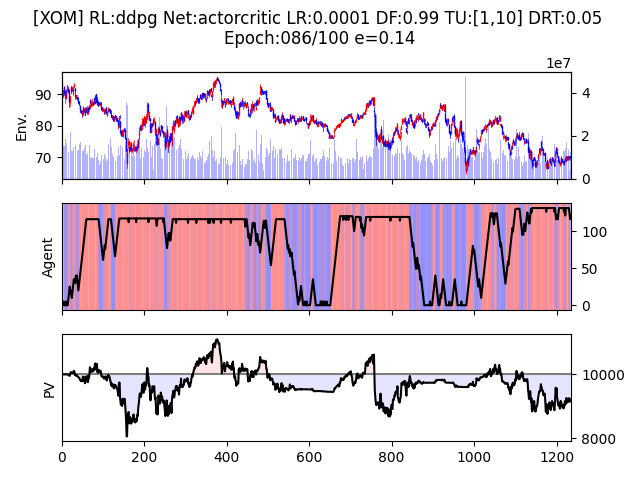 [XOM] RL:ddpg Net:actorcritic LR:0.0001 DF:0.99 TU:[1,10] DRT:0.05
Epoch:086/100 e=0.14
1e7
Env.
90
80
70
4
2
0
Agent
100
50
0
PV
10000
8000
0 200 400 600 800 1000 1200